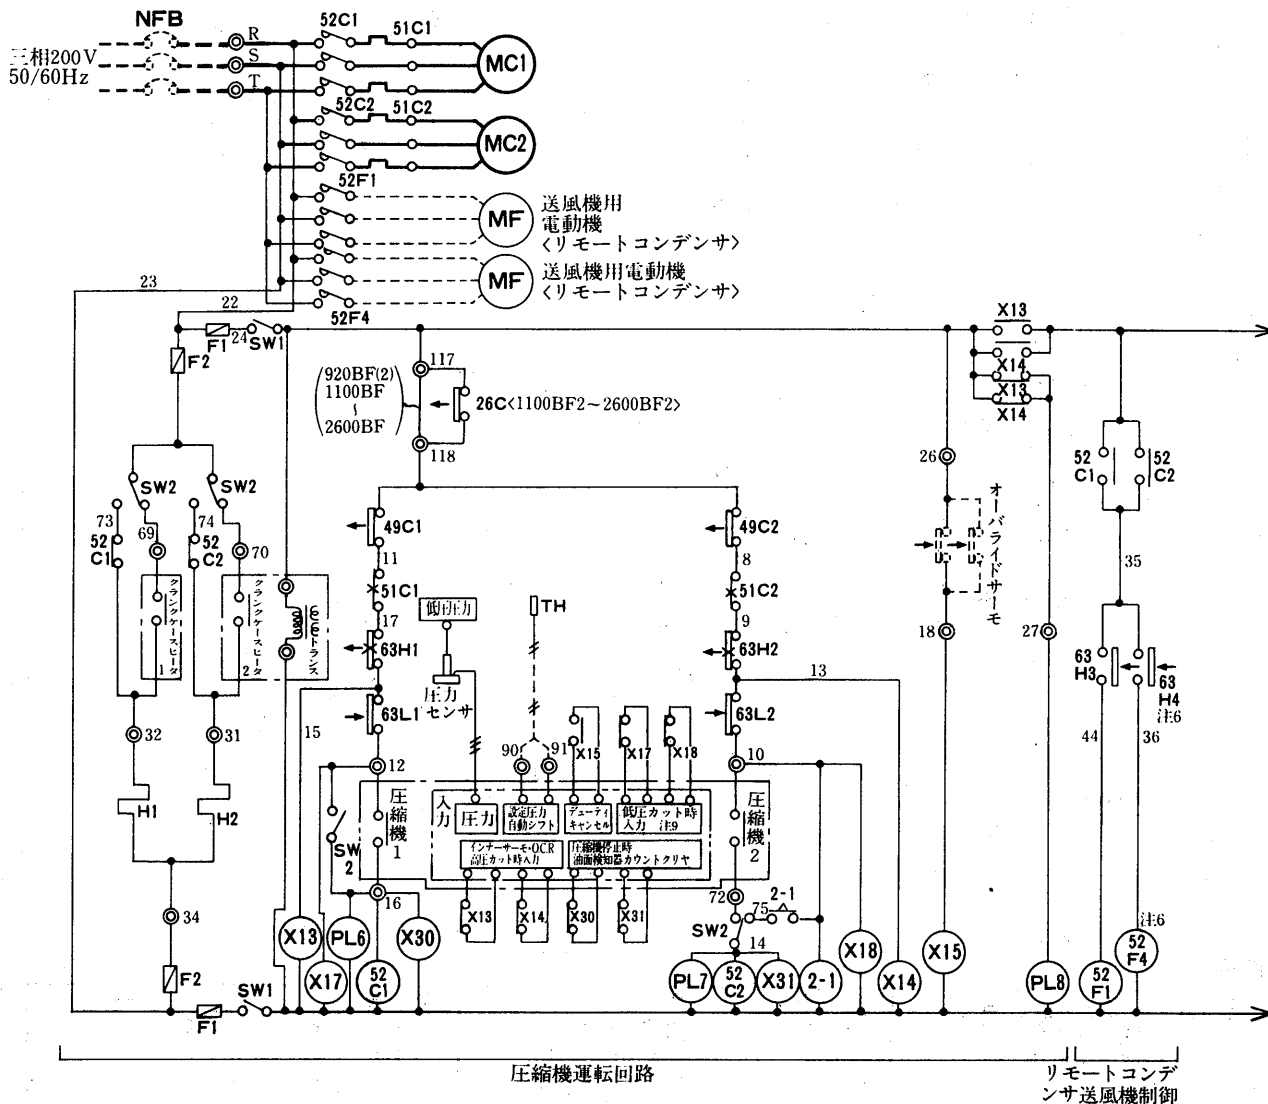 NFB
52C1
51C1
R
三相200V
S
50/60Hz
T
MC1
52C2
51C2
MC2
52F1
MF
送風機用
電動機
〈リモートコンデンサ〉
MF
送風機用電動機
〈リモートコンデンサ〉
52F4
23
22
F1
24
SW1
F2
117
920BF(2)
1100BF
〜
2600BF
26C〈1100BF2〜2600BF2〉
118
X13
X14
X13
X14
26
オーバライドサーモ
52
C1
52
C2
35
SW2
SW2
73
69
74
70
52
C1
52
C2
クランクケースヒータ
1
クランクケースヒータ
2
トランス
49C1
11
51C1
17
63H1
63L1
12
15
低圧圧力
圧力
センサ
TH
90
91
X15
X17
X18
49C2
8
51C2
9
63H2
13
63L2
10
18
27
63
H3
63
H4
注6
44
36
32
31
H1
H2
34
F2
F1
SW1
SW
2
圧縮機1
16
入力
圧力
設定圧力
自動シフト
デューティ
キャンセル
低圧カット時
入力 注9
インナーサーモ・OCR
高圧カット時入力
圧縮機停止時
油面検知器カウントクリヤ
X13
X14
X30
X31
圧縮機2
72
2-1
75
SW2
14
X13
X17
PL6
52
C1
X30
PL7
52
C2
X31
2-1
X18
X14
X15
PL8
52
F1
注6
52
F4
圧縮機運転回路
リモートコンデ
ンサ送風機制御